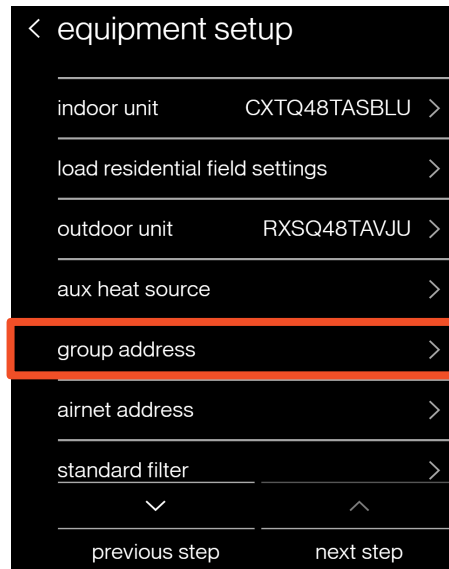 equipment setup
indoor unit CXTQ48TASBLU
load residential field settings
outdoor unit RXSQ48TAVJU
aux heat source
group address
airnet address
standard filter
previous step next step